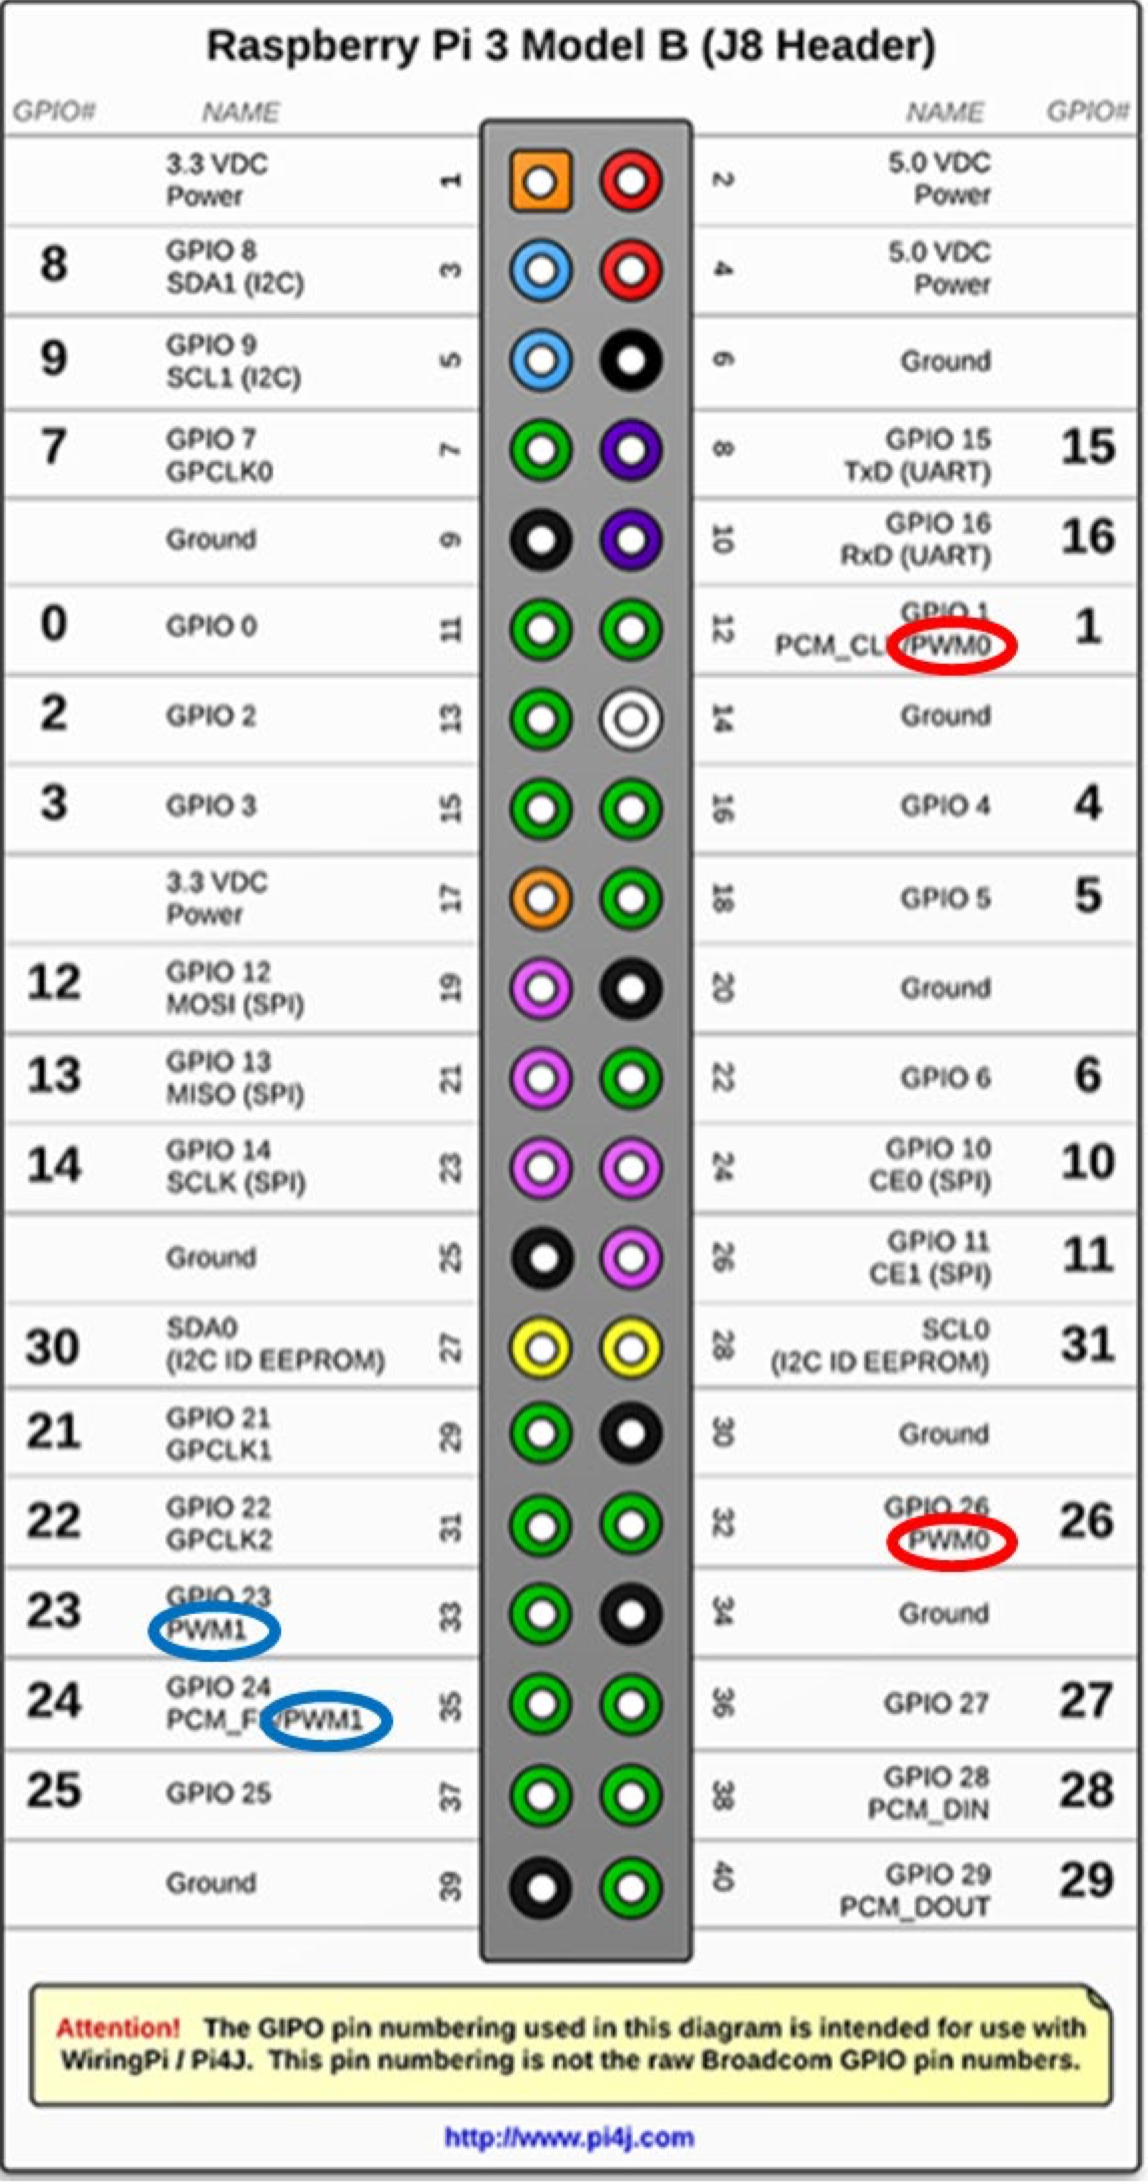 Raspberry Pi 3 Model B (J8 Header)
GPIO# NAME NAME GPIO#
3.3 VDC
Power 1 2 5.0 VDC
Power
8 GPIO 8
SDA1 (I2C) 3 4 5.0 VDC
Power
9 GPIO 9
SCL1 (I2C) 5 6 Ground
7 GPIO 7
GPCLK0 7 8 GPIO 15
TxD (UART) 15
Ground 9 10 GPIO 16
RxD (UART) 16
0 GPIO 0 11 12 GPIO 1
/PWM0 1
2 GPIO 2 13 14 Ground
3 GPIO 3 15 16 GPIO 4 4
3.3 VDC
Power 17 18 GPIO 5 5
12 GPIO 12
MOSI (SPI) 19 20 Ground
13 GPIO 13
MISO (SPI) 21 22 GPIO 6 6
14 GPIO 14
SCLK (SPI) 23 24 GPIO 10
CE0 (SPI) 10
Ground 25 26 GPIO 11
CE1 (SPI) 11
30 SDA0
(I2C ID EEPROM) 27 28 SCL0
(I2C ID EEPROM) 31
21 GPIO 21
GPCLK1 29 30 Ground
22 GPIO 22
GPCLK2 31 32 GPIO 26
PWM0 26
23 GPIO 23
PWM1 33 34 Ground
24 GPIO 24
/PWM1 35 36 GPIO 27 27
25 GPIO 25 37 38 GPIO 28
PCM_DIN 28
Ground 39 40 GPIO 29
PCM_DOUT 29
Attention! The GIPO pin numbering used in this diagram is intended for use with
WiringPi / Pi4J. This pin numbering is not the raw Broadcom GPIO pin numbers.
http://www.pi4j.com